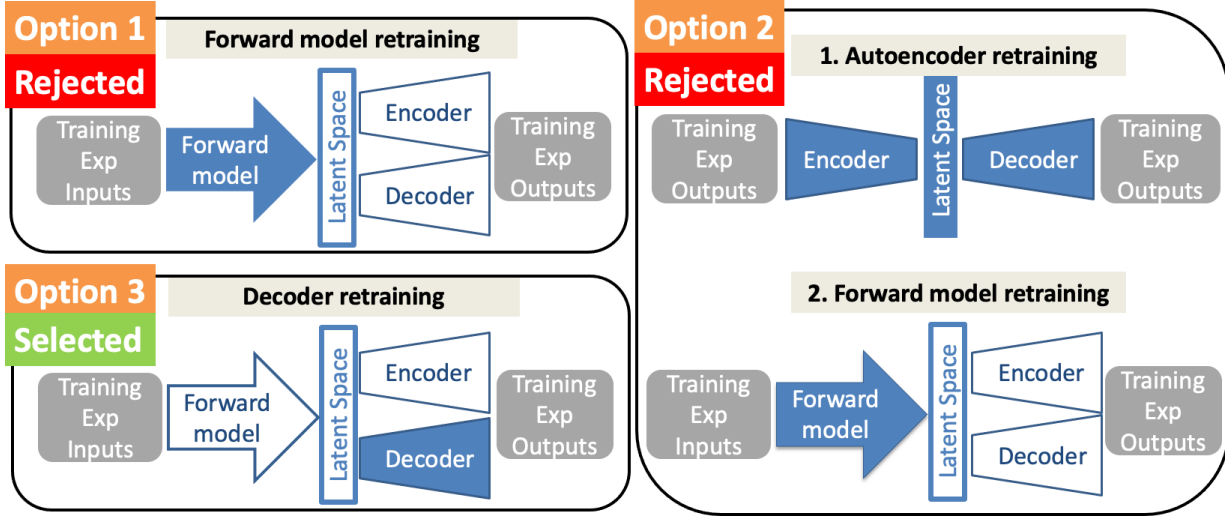 Option 1
Rejected
Forward model retraining
Training
Exp
Inputs
Forward
model
Latent Space
Encoder
Decoder
Training
Exp
Outputs
Option 2
Rejected
1. Autoencoder retraining
Training
Exp
Outputs
Encoder
Latent Space
Decoder
Training
Exp
Outputs
2. Forward model retraining
Training
Exp
Inputs
Forward
model
Latent Space
Encoder
Decoder
Training
Exp
Outputs
Option 3
Selected
Decoder retraining
Training
Exp
Inputs
Forward
model
Latent Space
Encoder
Decoder
Training
Exp
Outputs